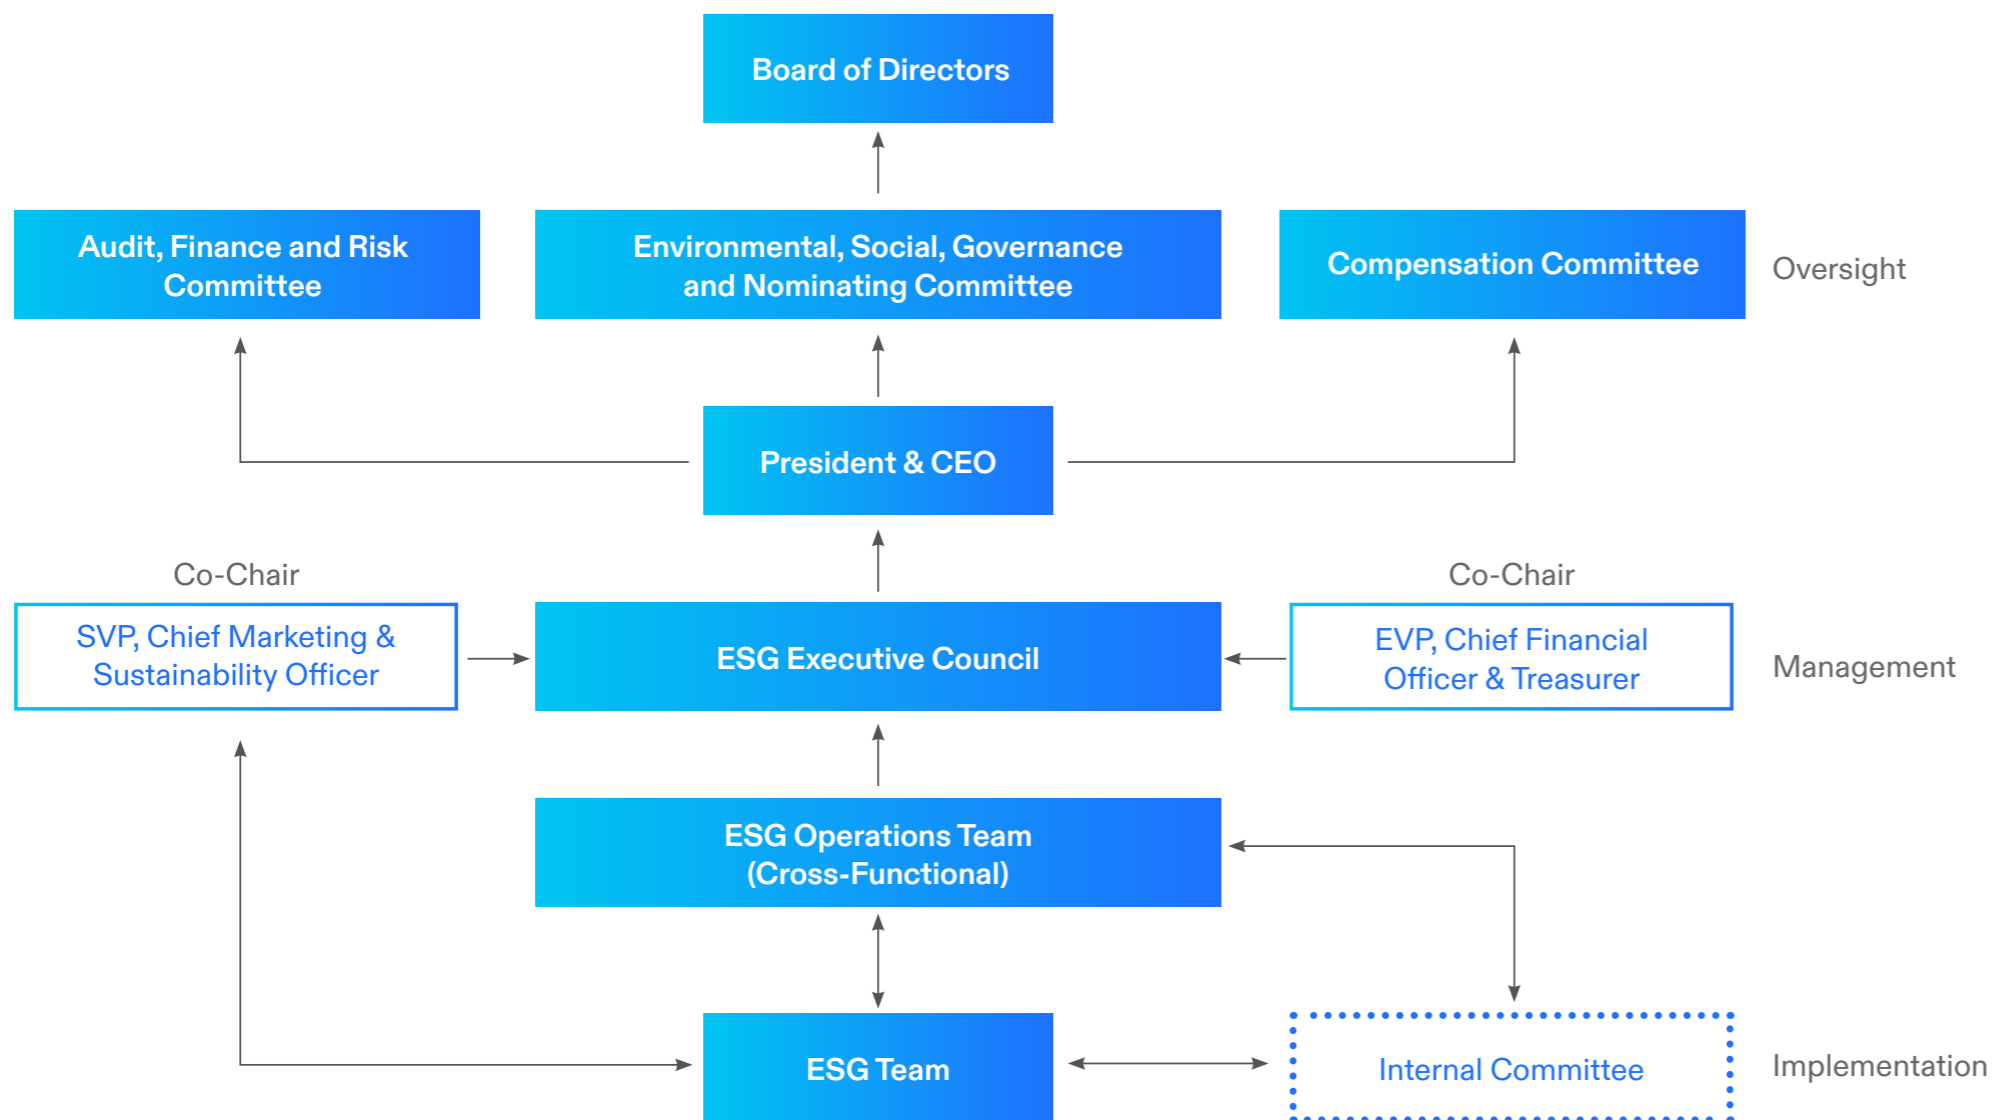 Board of Directors
Audit, Finance and Risk
Committee
Environmental, Social, Governance
and Nominating Committee
Compensation Committee
Oversight
President & CEO
Co-Chair
SVP, Chief Marketing &
Sustainability Officer
ESG Executive Council
Co-Chair
EVP, Chief Financial
Officer & Treasurer
Management
ESG Operations Team
(Cross-Functional)
ESG Team
Internal Committee
Implementation